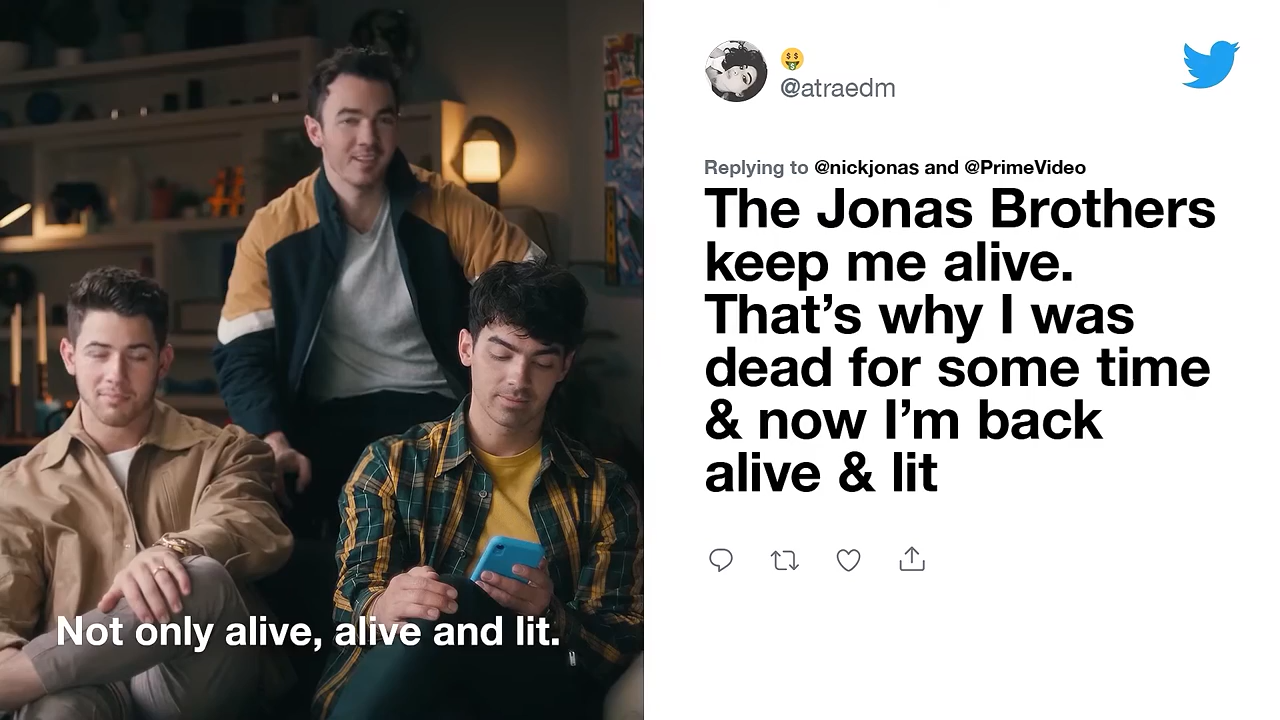 @atraedm
Replying to @nickjonas and @PrimeVideo
The Jonas Brothers
keep me alive.
That’s why I was
dead for some time
& now I’m back
alive & lit
Not only alive, alive and lit.